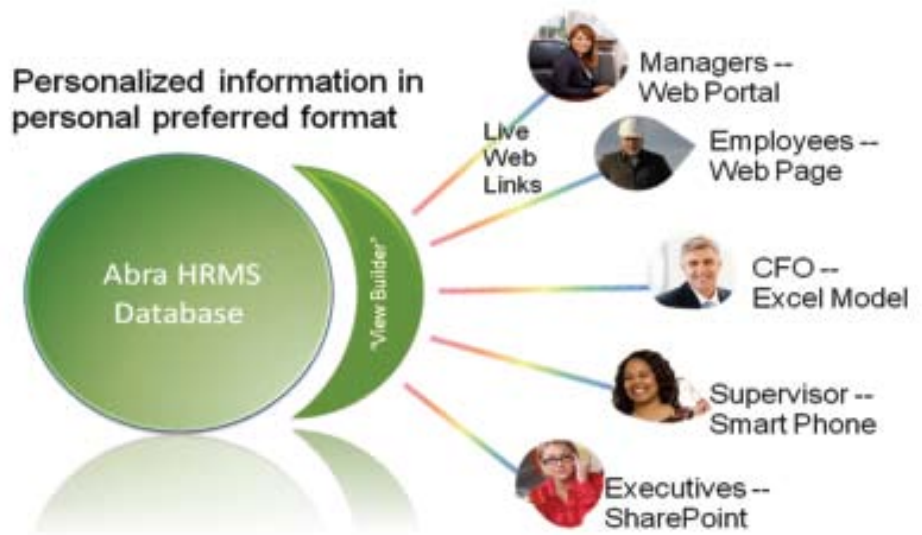 Personalized information in
personal preferred format
Abra HRMS
Database
"View Builder"
Live
Web
Links
Managers --
Web Portal
Employees --
Web Page
CFO --
Excel Model
Supervisor --
Smart Phone
Executives --
SharePoint